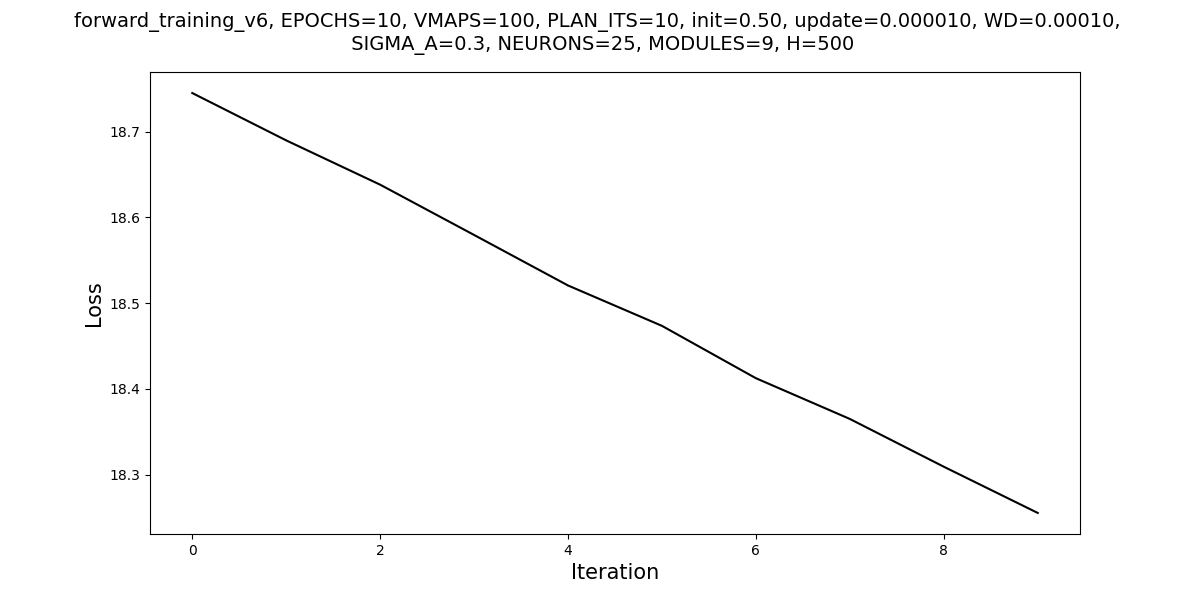 forward_training_v6, EPOCHS=10, VMAPS=100, PLAN_ITS=10, init=0.50, update=0.000010, WD=0.00010,
SIGMA_A=0.3, NEURONS=25, MODULES=9, H=500
18.7
18.6
18.5
18.4
18.3
Loss
0 2 4 6 8
Iteration